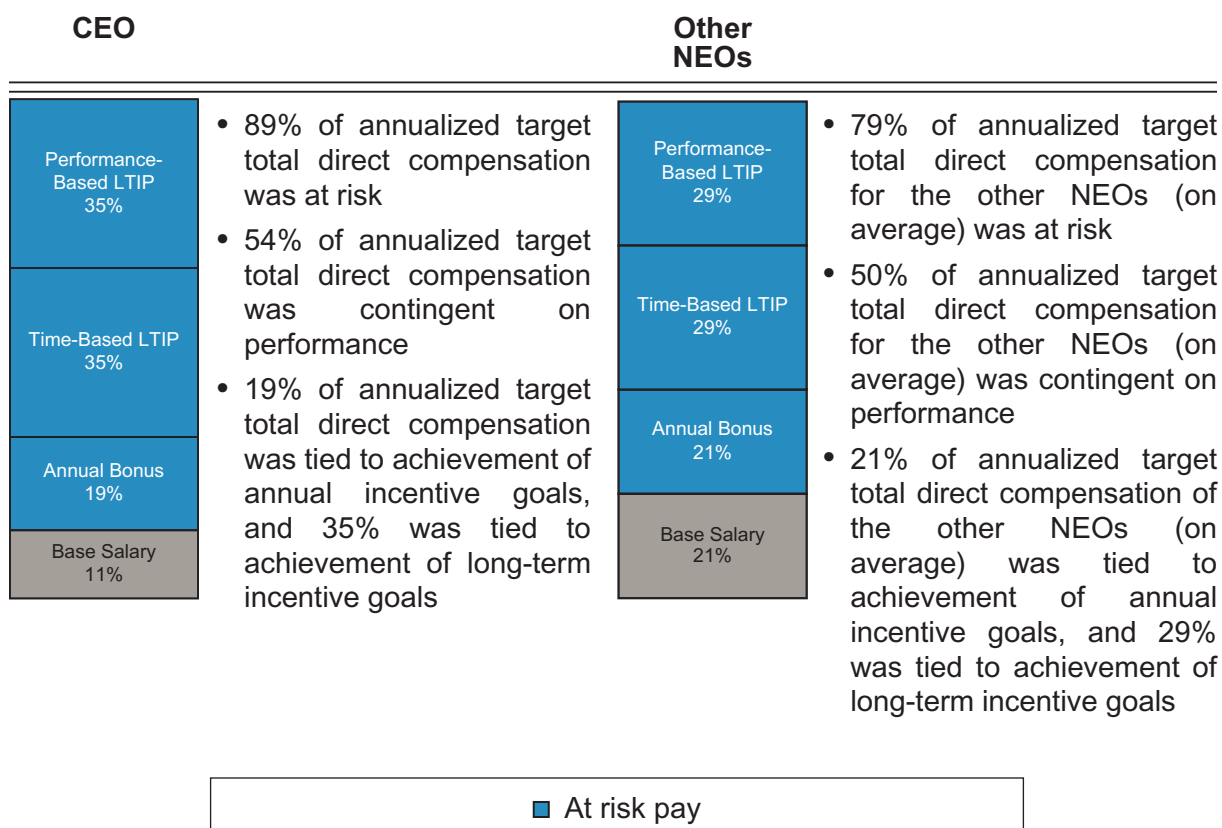 CEO
Other
NEOs
Performance-
Based LTIP
35%
Time-Based LTIP
35%
Annual Bonus
19%
Base Salary
11%
• 89% of annualized target
total direct compensation
was at risk
• 54% of annualized target
total direct compensation
was contingent on
performance
• 19% of annualized target
total direct compensation
was tied to achievement of
annual incentive goals,
and 35% was tied to
achievement of long-term
incentive goals
Performance-
Based LTIP
29%
Time-Based LTIP
29%
Annual Bonus
21%
Base Salary
21%
• 79% of annualized target
total direct compensation
for the other NEOs (on
average) was at risk
• 50% of annualized target
total direct compensation
for the other NEOs (on
average) was contingent on
performance
• 21% of annualized target
total direct compensation of
the other NEOs (on
average) was tied to
achievement of annual
incentive goals, and 29%
was tied to achievement of
long-term incentive goals
At risk pay